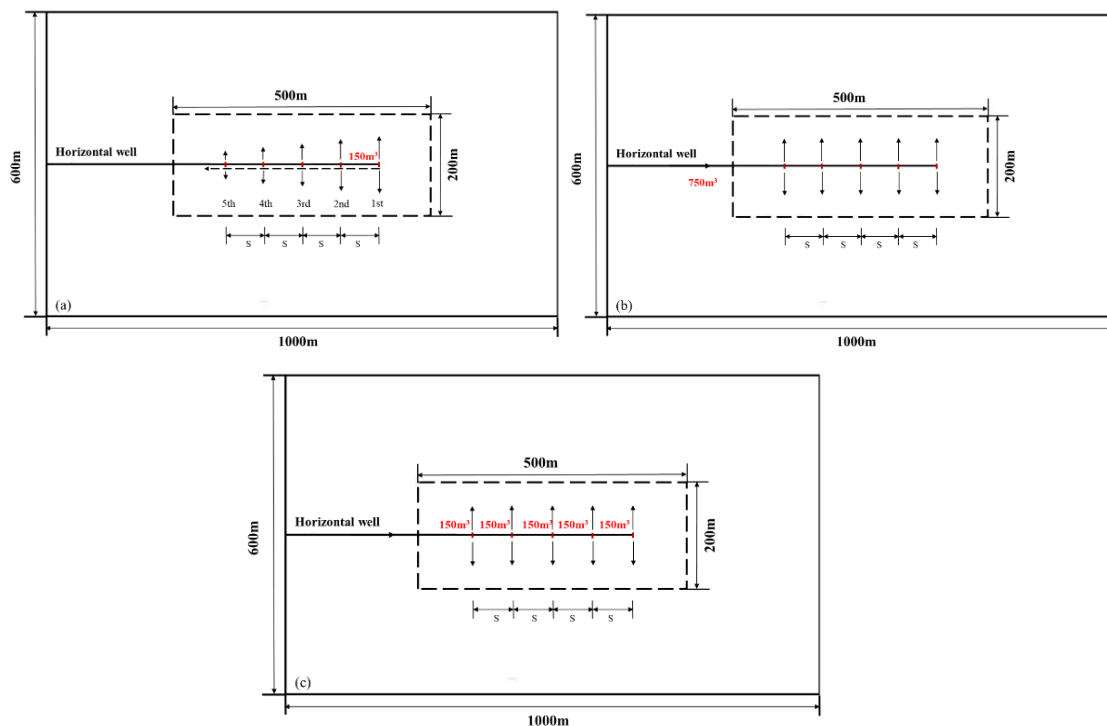 500m
Horizontal well
150m³
600m
200m
5th 4th 3rd 2nd 1st
S S S S
(a)
1000m
500m
Horizontal well
750m³
600m
200m
S S S S
(b)
1000m
500m
Horizontal well
150m³ 150m³ 150m³ 150m³ 150m³
600m
200m
S S S S
(c)
1000m